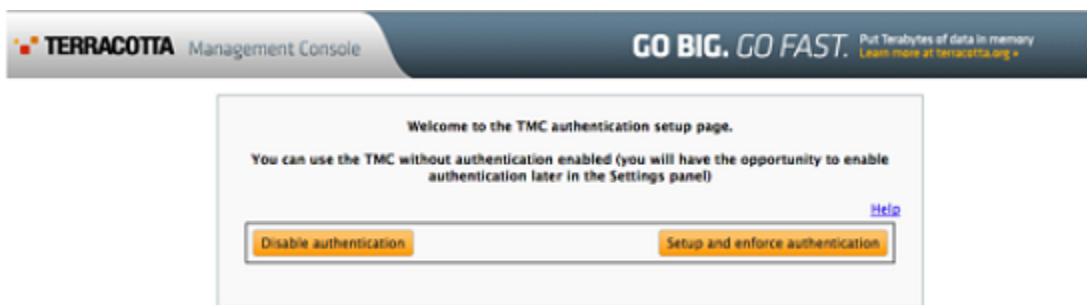 TERRACOTTA Management Console
GO BIG. GO FAST. Put Terabytes of data in memory
Learn more at terracotta.org »
Welcome to the TMC authentication setup page.
You can use the TMC without authentication enabled (you will have the opportunity to enable
authentication later in the Settings panel)
Help
Disable authentication
Setup and enforce authentication